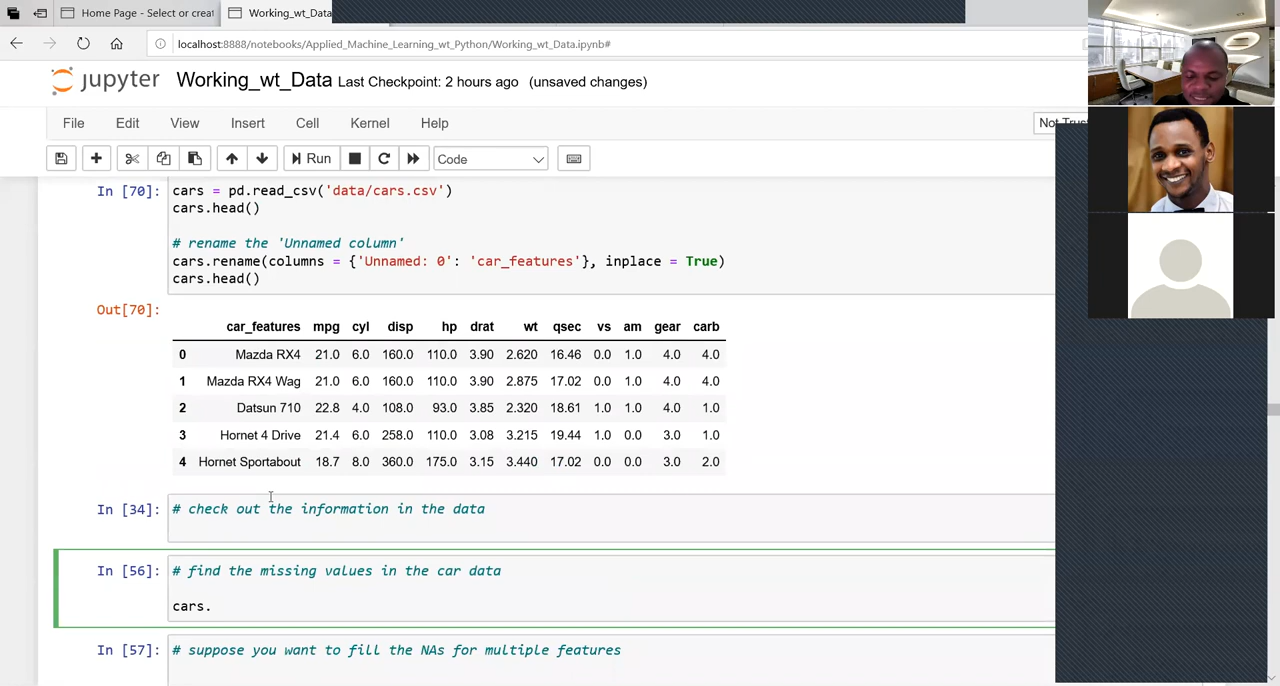 Home Page - Select or creat
Working_wt_Data
localhost:8888/notebooks/Applied_Machine_Learning_wt_Python/Working_wt_Data.ipynb#
jupyter Working_wt_Data Last Checkpoint: 2 hours ago (unsaved changes)
File Edit View Insert Cell Kernel Help
Not Trus
Run Code
In [70]: cars = pd.read_csv('data/cars.csv')
cars.head()
# rename the 'Unnamed column'
cars.rename(columns = {'Unnamed: 0': 'car_features'}, inplace = True)
cars.head()
Out[70]:
car_features mpg cyl disp hp drat wt qsec vs am gear carb
0 Mazda RX4 21.0 6.0 160.0 110.0 3.90 2.620 16.46 0.0 1.0 4.0 4.0
1 Mazda RX4 Wag 21.0 6.0 160.0 110.0 3.90 2.875 17.02 0.0 1.0 4.0 4.0
2 Datsun 710 22.8 4.0 108.0 93.0 3.85 2.320 18.61 1.0 1.0 4.0 1.0
3 Hornet 4 Drive 21.4 6.0 258.0 110.0 3.08 3.215 19.44 1.0 0.0 3.0 1.0
4 Hornet Sportabout 18.7 8.0 360.0 175.0 3.15 3.440 17.02 0.0 0.0 3.0 2.0
In [34]: # check out the information in the data
In [56]: # find the missing values in the car data
cars.
In [57]: # suppose you want to fill the NAs for multiple features